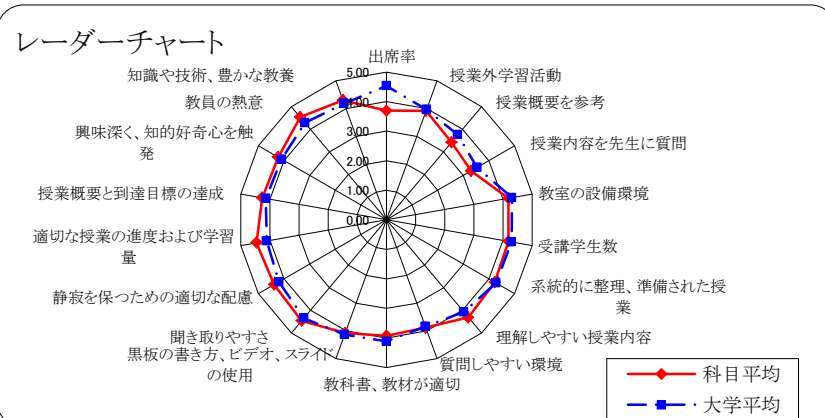 レーダーチャート
出席率
授業外学習活動
授業概要を参考
授業内容を先生に質問
教室の設備環境
受講学生数
系統的に整理、準備された授
業
理解しやすい授業内容
質問しやすい環境
教科書、教材が適切
黒板の書き方、ビデオ、スライド
の使用
聞き取りやすさ
静寂を保つための適切な配慮
適切な授業の進度および学習
量
授業概要と到達目標の達成
興味深く、知的好奇心を触
発
教員の熱意
知識や技術、豊かな教養
5.00
4.00
3.00
2.00
1.00
0.00
科目平均
大学平均